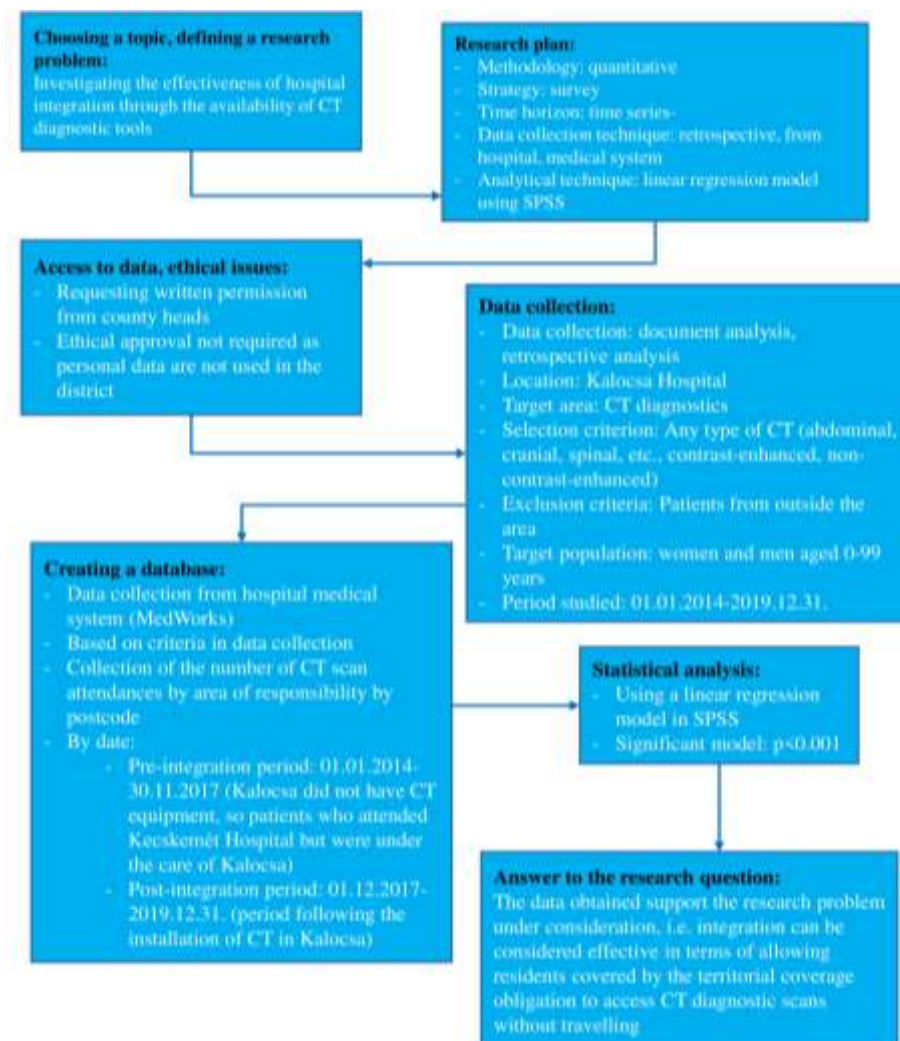 Choosing a topic, defining a research
problem:
Investigating the effectiveness of hospital
integration through the availability of CT
diagnostic tools
Research plan:
- Methodology: quantitative
- Strategy: survey
- Time horizon: time series-
- Data collection technique: retrospective, from
hospital, medical system
- Analytical technique: linear regression model
using SPSS
Access to data, ethical issues:
- Requesting written permission
from county heads
- Ethical approval not required as
personal data are not used in the
district
Data collection:
- Data collection: document analysis,
retrospective analysis
- Location: Kalocsa Hospital
- Target area: CT diagnostics
- Selection criterion: Any type of CT (abdominal,
cranial, spinal, etc., contrast-enhanced, non-
contrast-enhanced)
- Exclusion criteria: Patients from outside the
area
- Target population: women and men aged 0-99
years
- Period studied: 01.01.2014-2019.12.31.
Creating a database:
- Data collection from hospital medical
system (MedWorks)
- Based on criteria in data collection
- Collection of the number of CT scan
attendances by area of responsibility by
postcode
- By date:
- Pre-integration period: 01.01.2014-
30.11.2017 (Kalocsa did not have CT
equipment, so patients who attended
Kecskemét Hospital but were under
the care of Kalocsa)
- Post-integration period: 01.12.2017-
2019.12.31. (period following the
installation of CT in Kalocsa)
Statistical analysis:
- Using a linear regression
model in SPSS
- Significant model: p<0.001
Answer to the research question:
The data obtained support the research problem
under consideration, i.e. integration can be
considered effective in terms of allowing
residents covered by the territorial coverage
obligation to access CT diagnostic scans
without travelling